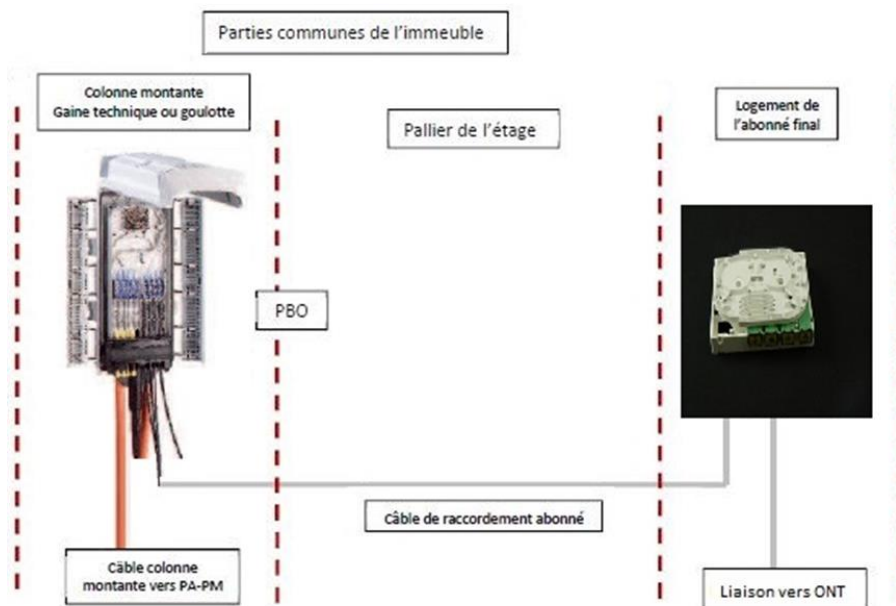 Parties communes de l'immeuble
Colonne montante
Gaine technique ou goulotte
Pallier de l'étage
Logement de
l'abonné final
PBO
Câble de raccordement abonné
Câble colonne
montante vers PA-PM
Liaison vers ONT